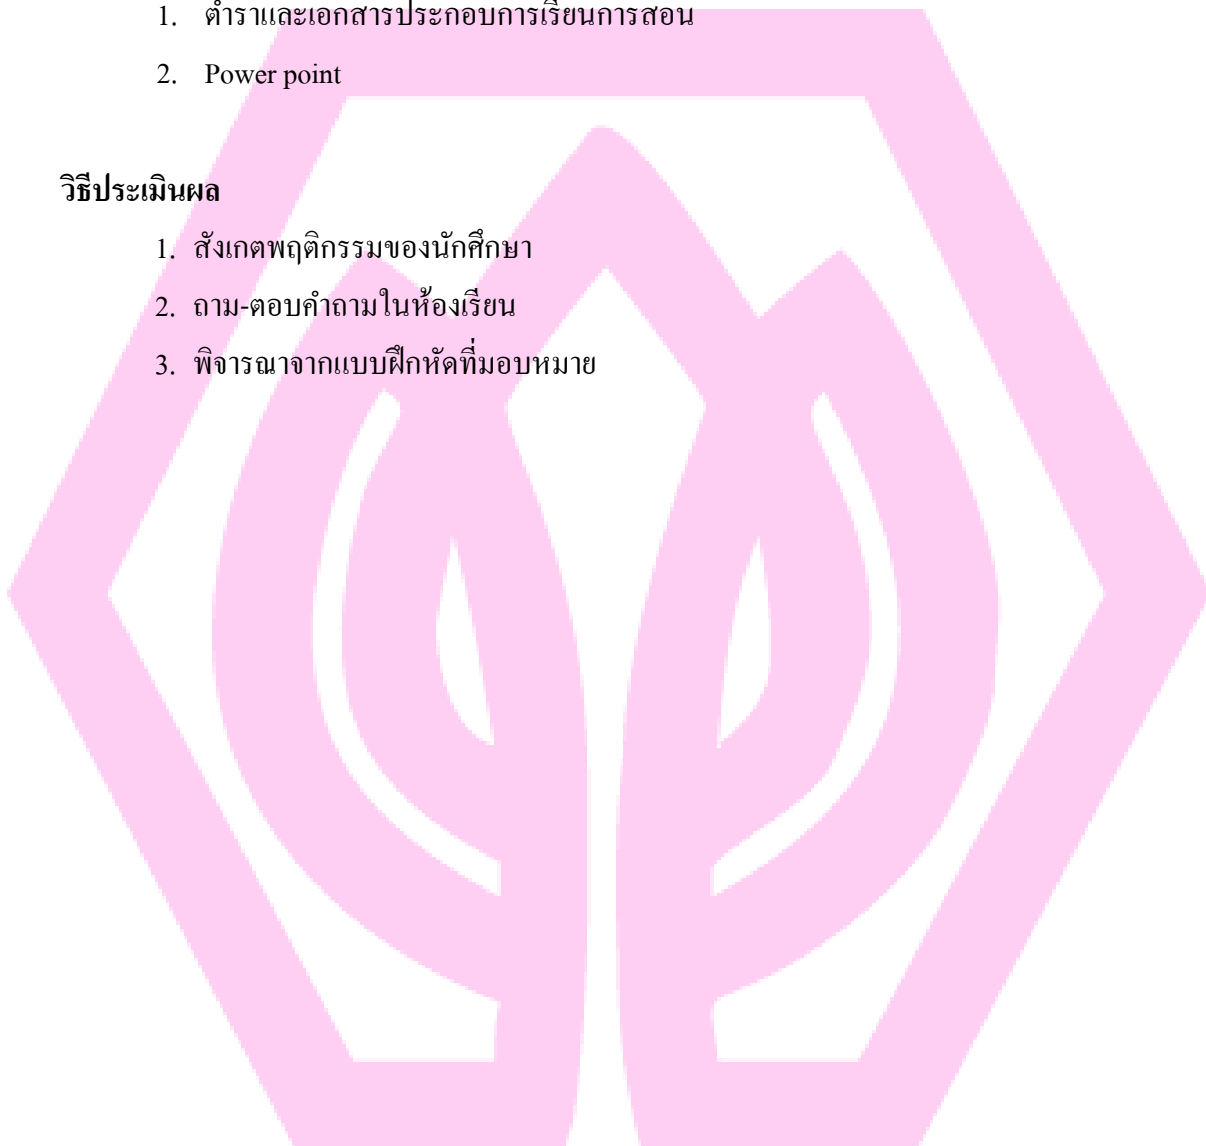 1. ตำราและเอกสารประกอบการเรียนการสอน
2. Power point
วิธีประเมินผล
1. สังเกตพฤติกรรมของนักศึกษา
2. ถาม-ตอบคำถามในห้องเรียน
3. พิจารณาจากแบบฝึกหัดที่มอบหมาย